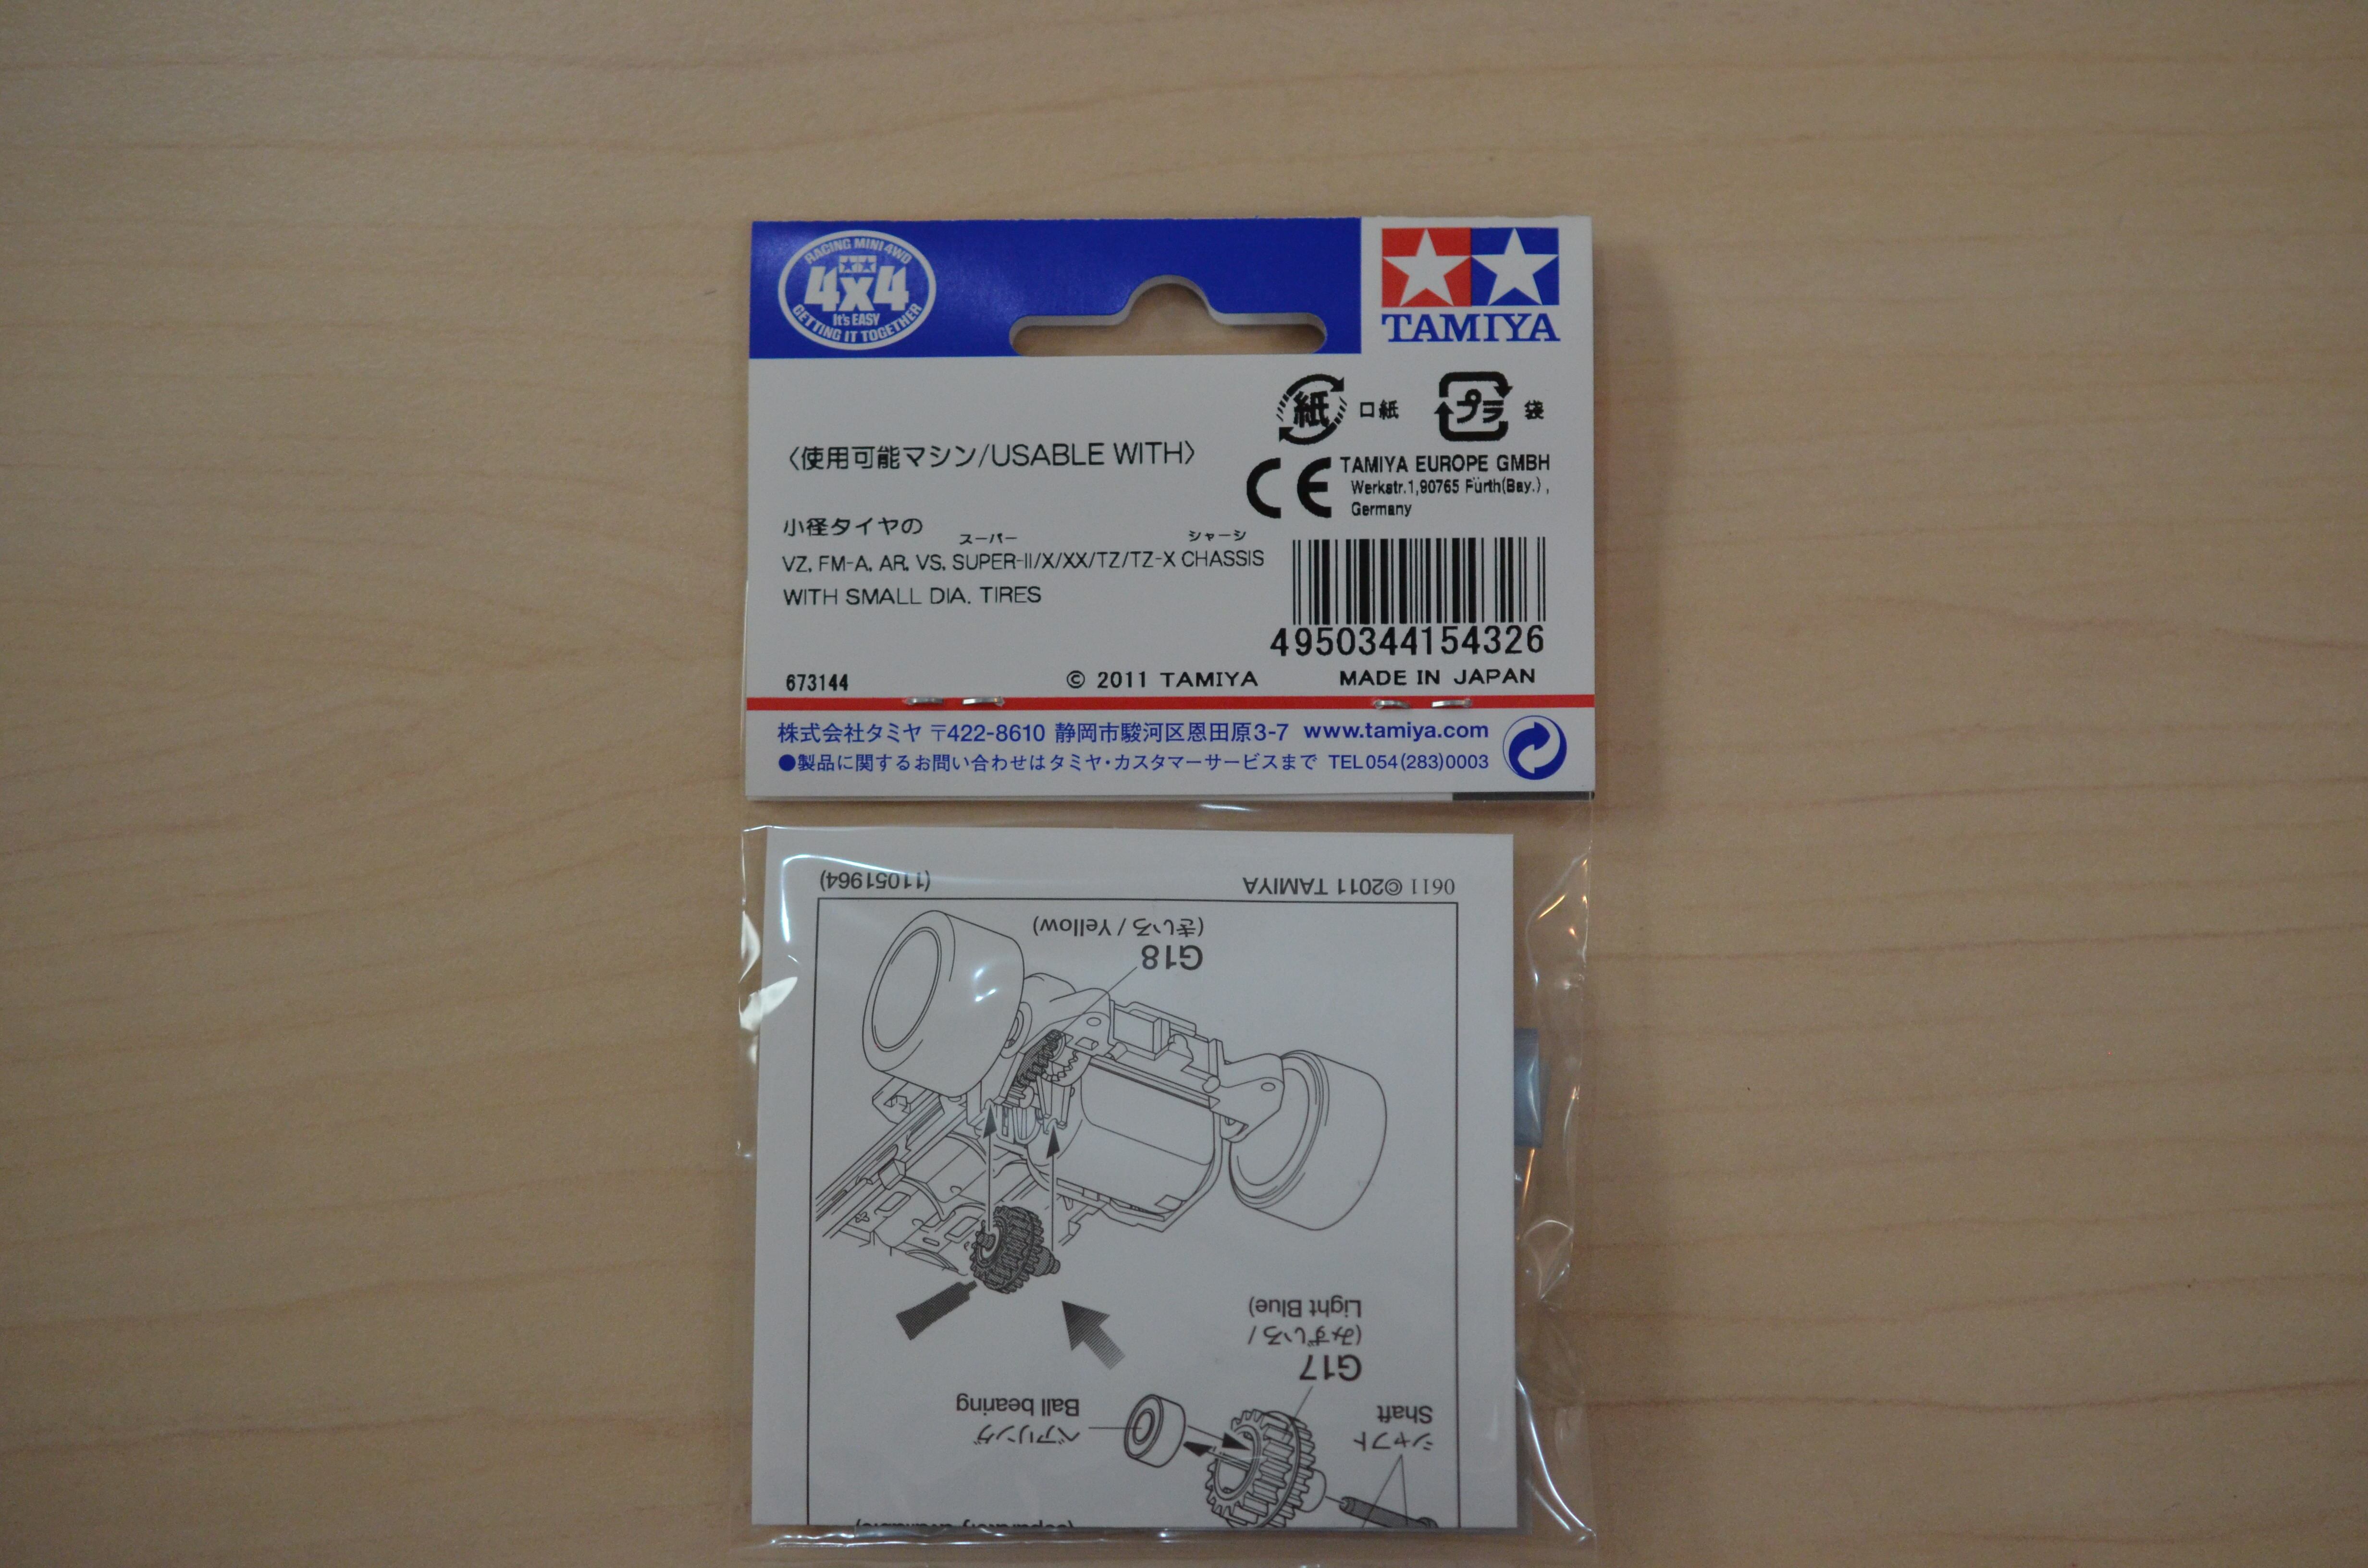 RACING MINI 4WD
4x4
It's EASY
GETTING IT TOGETHER
TAMIYA
紙 口紙 プラ 袋
〈使用可能マシン/USABLE WITH〉
TAMIYA EUROPE GMBH
Werkstr.1,90765 Fürth(Bay.),
Germany
小径タイヤの
スーパー シャーシ
VZ, FM-A, AR, VS, SUPER-II/X/XX/TZ/TZ-X CHASSIS
WITH SMALL DIA. TIRES
4950344154326
673144 © 2011 TAMIYA MADE IN JAPAN
株式会社タミヤ 〒422-8610 静岡市駿河区恩田原3-7 www.tamiya.com
●製品に関するお問い合わせはタミヤ・カスタマーサービスまで TEL054(283)0003
(separately available)
シャフト
Shaft
ベアリング
Ball bearing
G17
(みずいろ /
Light Blue)
G18
(きいろ / Yellow)
0611 ©2011 TAMIYA (11051964)